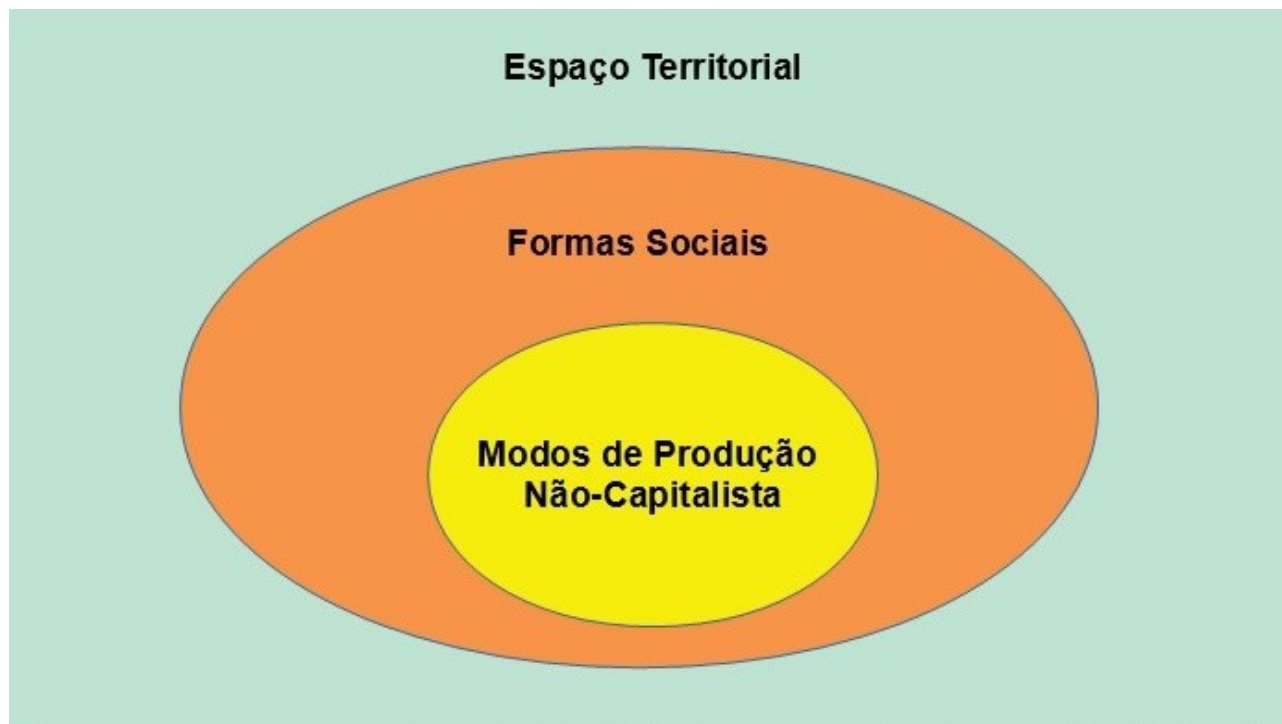 Espaço Territorial
Formas Sociais
Modos de Produção
Não-Capitalista